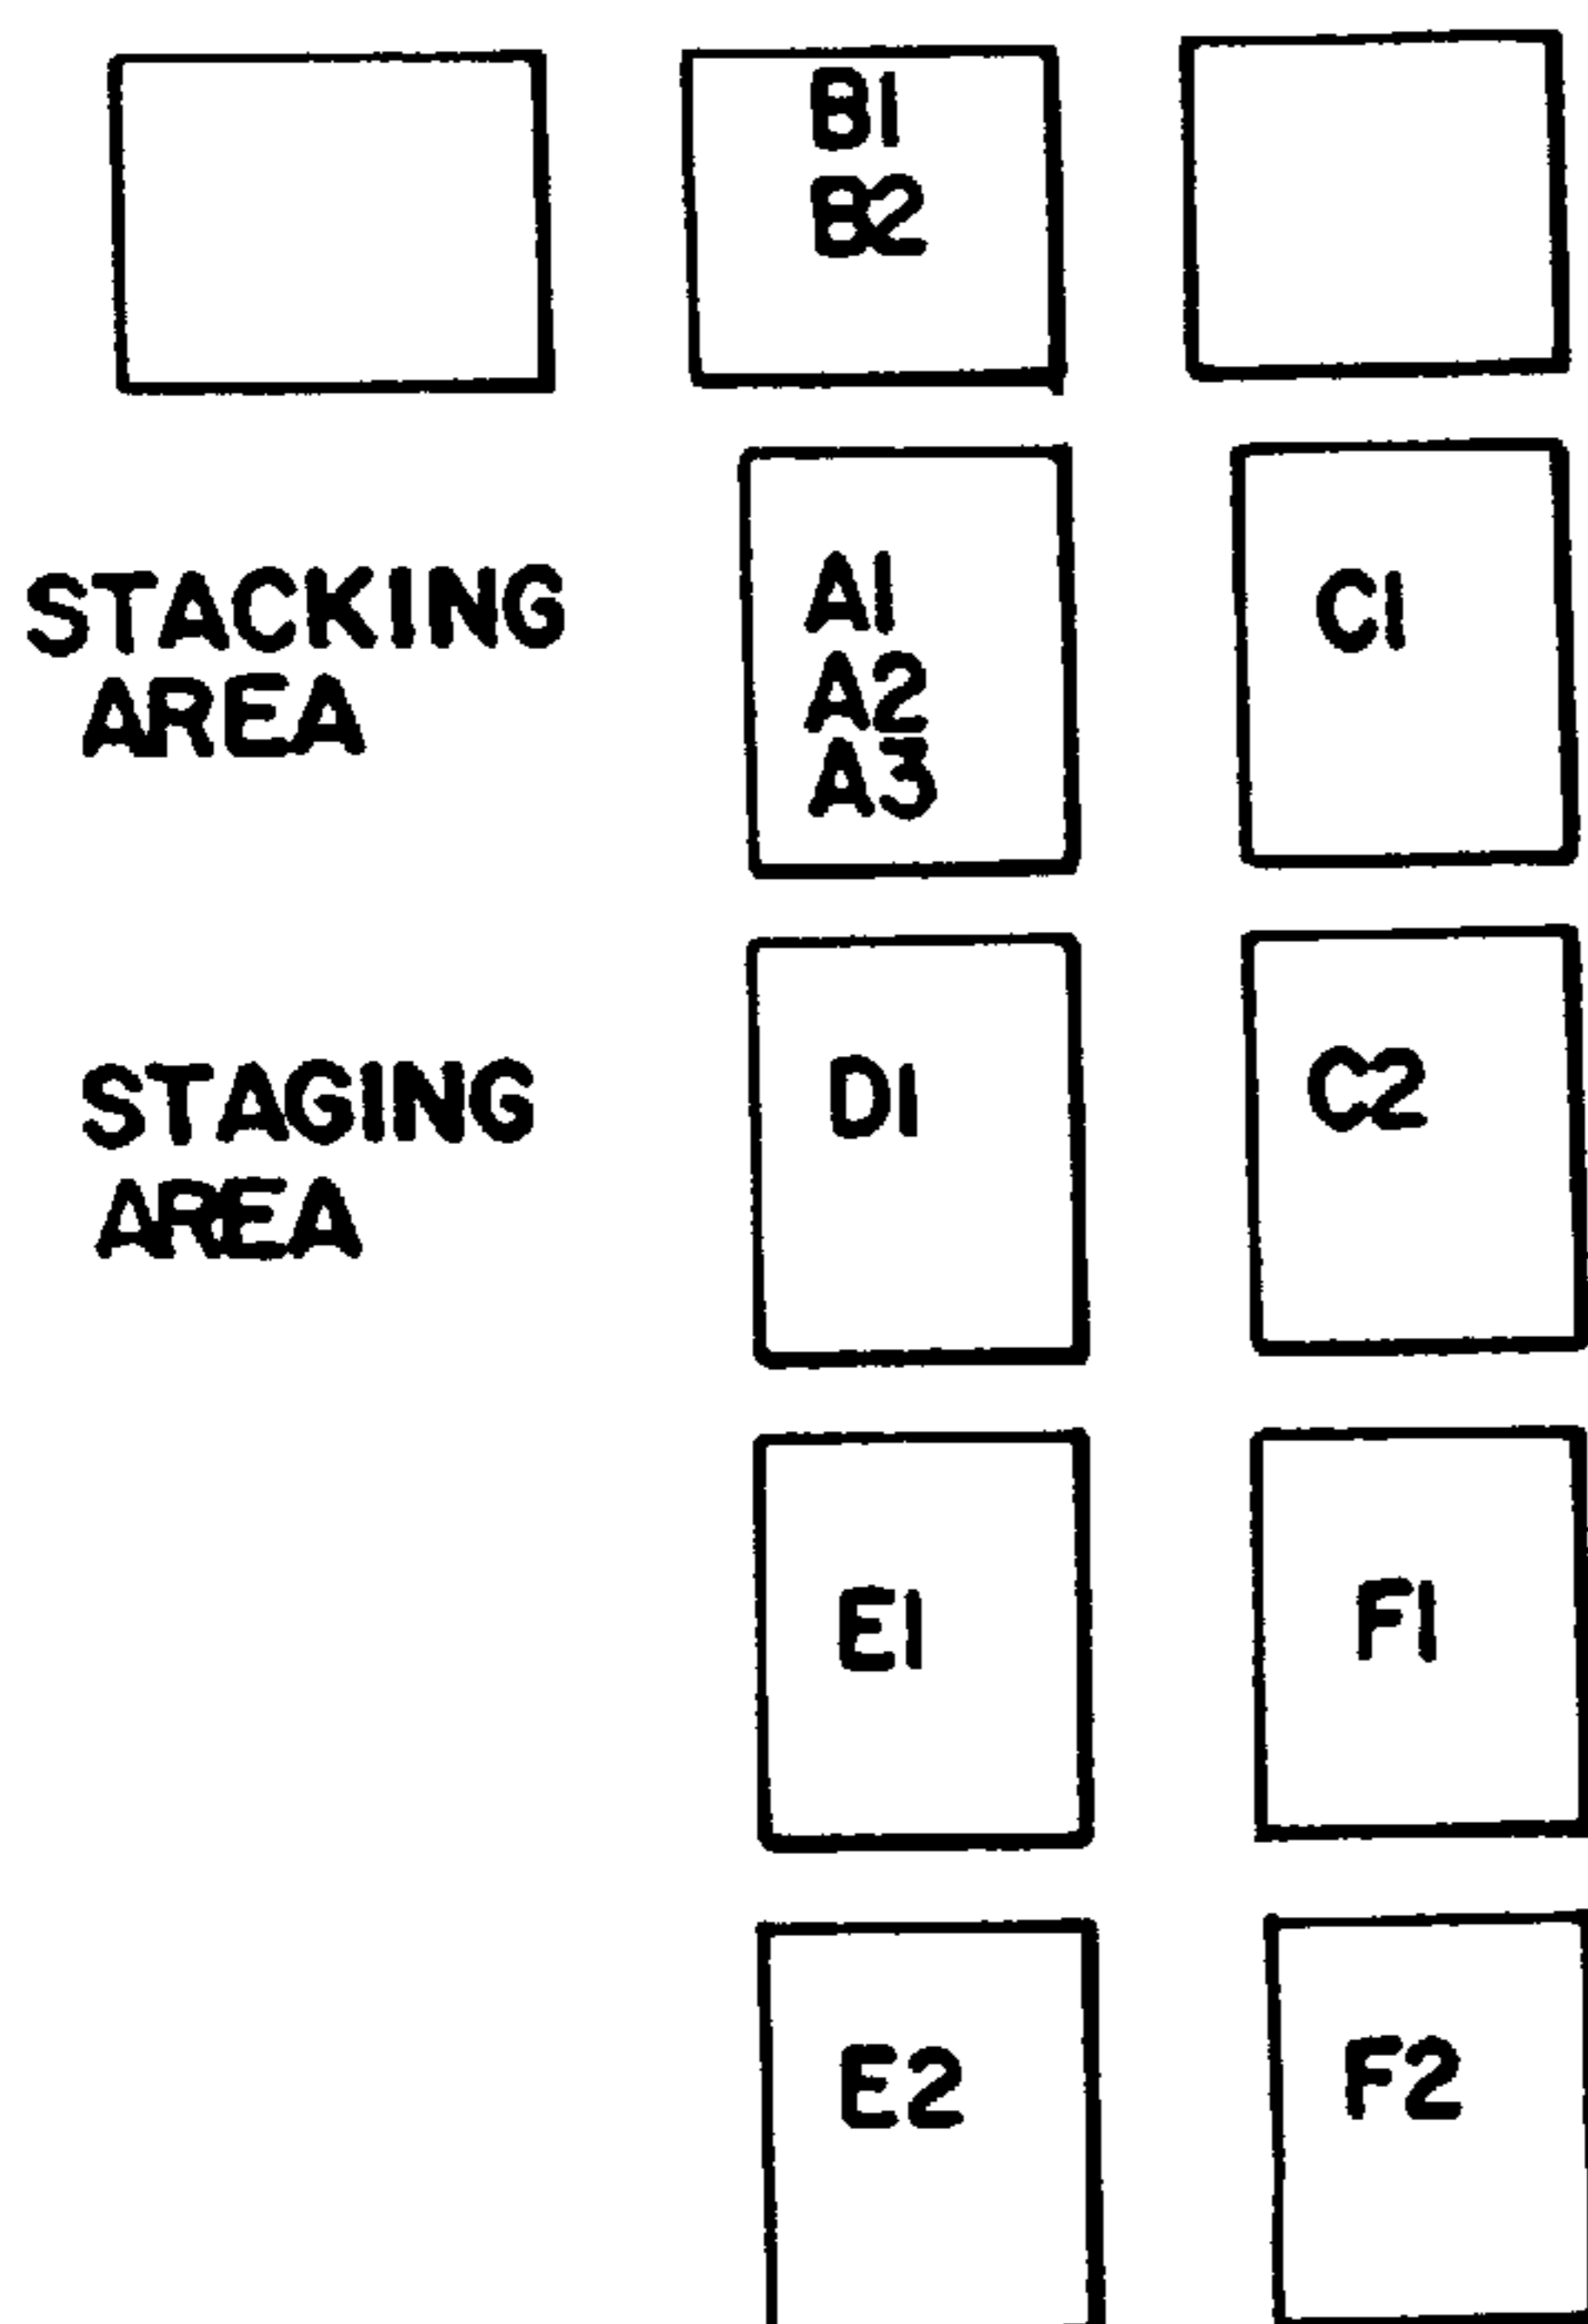 B1
B2
STACKING
AREA
A1
A2
A3
C1
STAGING
AREA
D1
C2
E1
F1
E2
F2